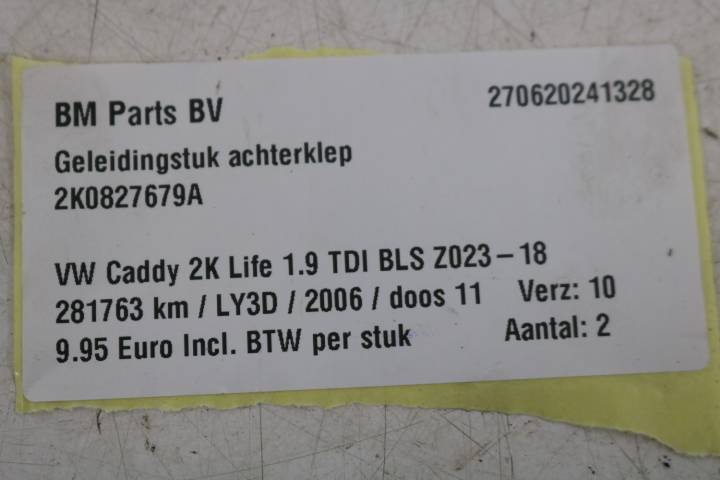 BM Parts BV 270620241328
Geleidingstuk achterklep
2K0827679A
VW Caddy 2K Life 1.9 TDI BLS Z023-18
281763 km / LY3D / 2006 / doos 11 Verz: 10
9.95 Euro Incl. BTW per stuk Aantal: 2